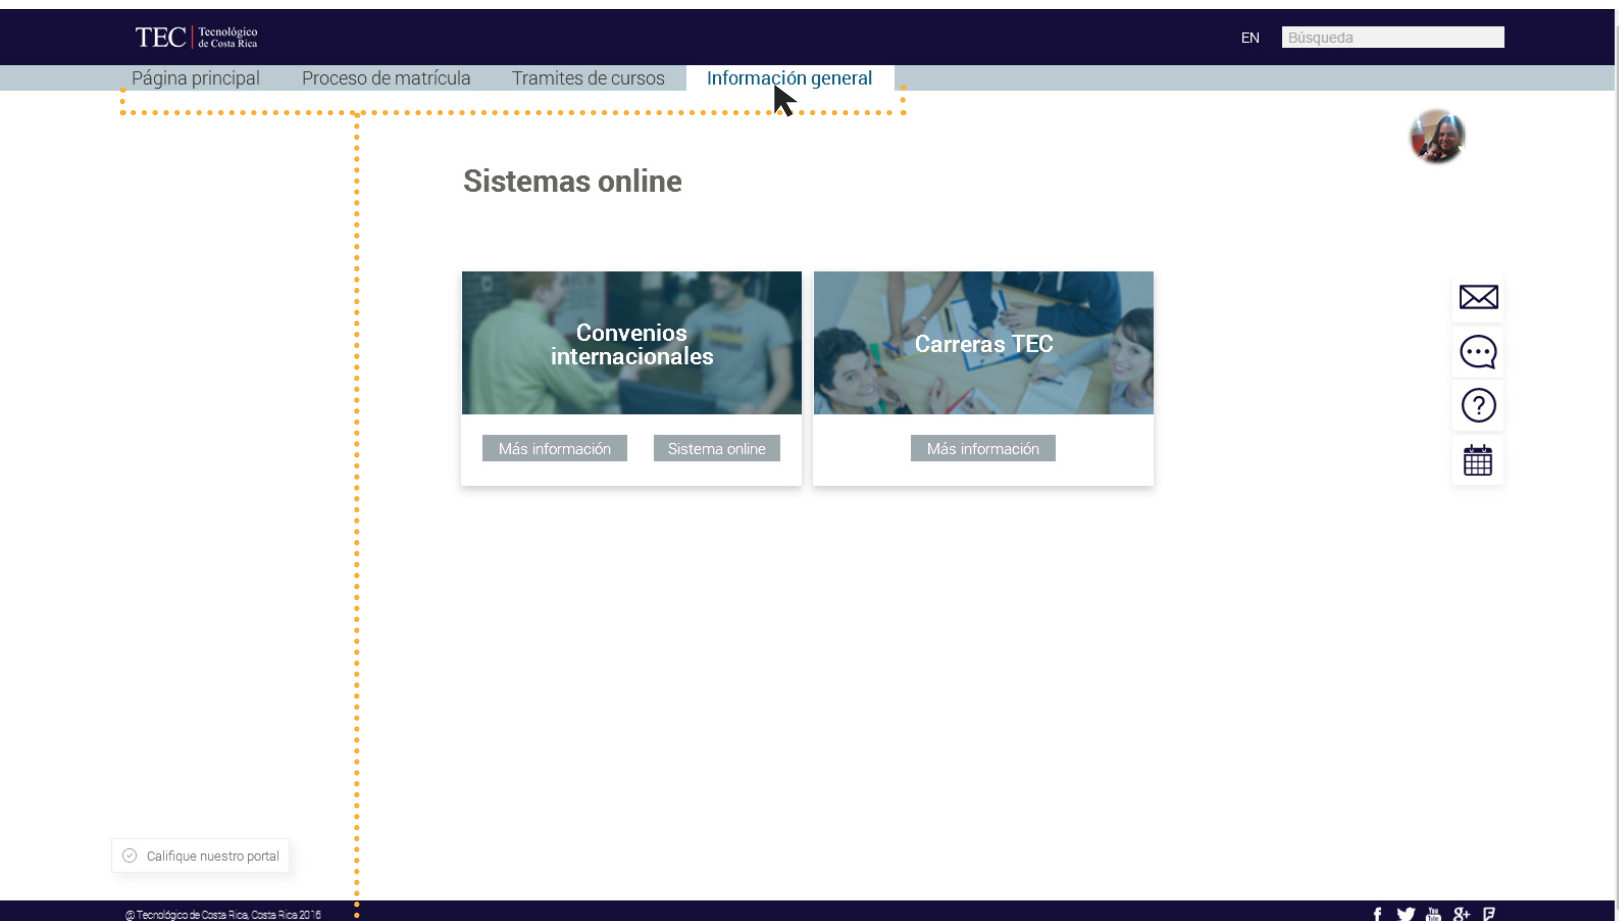 TEC Tecnológico
de Costa Rica
EN Búsqueda
Página principal Proceso de matrícula Tramites de cursos Información general
Sistemas online
Convenios
internacionales
Carreras TEC
Más información Sistema online Más información
Califique nuestro portal
@ Tecnológico de Costa Rica, Costa Rica 2016